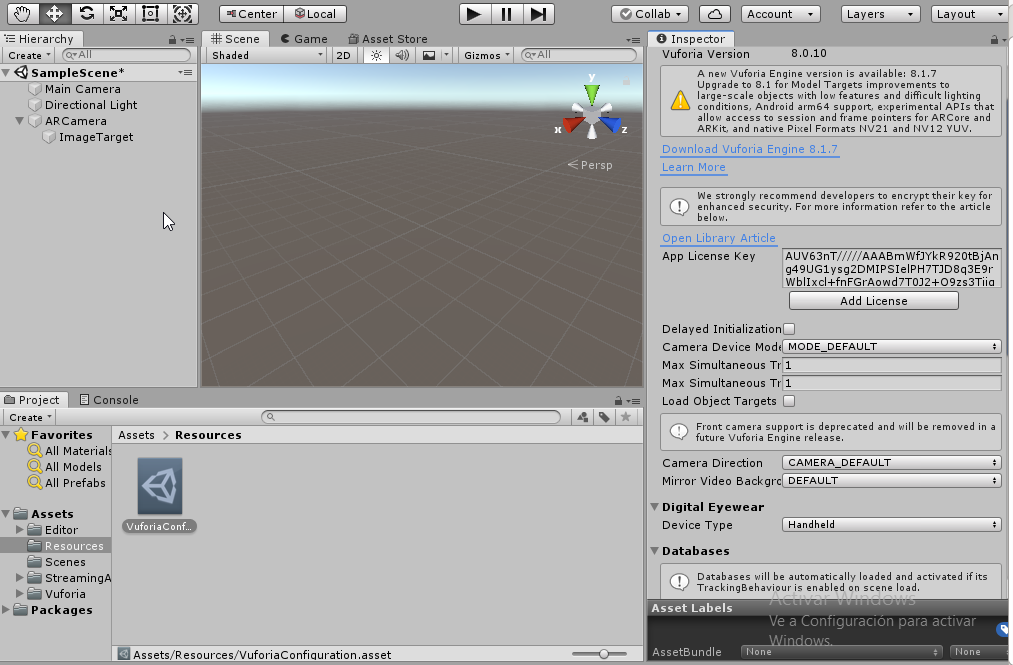 Center
Local
Collab
Account
Layers
Layout
Hierarchy
Create
All
SampleScene*
Main Camera
Directional Light
ARCamera
ImageTarget
Scene
Game
Asset Store
Shaded
2D
Gizmos
All
y
x
z
Persp
Inspector
Vuforia Version 8.0.10
A new Vuforia Engine version is available: 8.1.7
Upgrade to 8.1 for Model Targets improvements to
large-scale objects with low features and difficult lighting
conditions, Android arm64 support, experimental APIs that
allow access to session and frame pointers for ARCore and
ARKit, and native Pixel Formats NV21 and NV12 YUV.
Download Vuforia Engine 8.1.7
Learn More
We strongly recommend developers to encrypt their key for
enhanced security. For more information refer to the article
below.
Open Library Article
App License Key
AUV63nT/////AAABmWfJYkR920tBjAn
g49UG1ysg2DMIPSIelPH7TJD8q3E9r
WblIxcl+fnFGrAowd7T0J2+O9zs3Tiiq
Add License
Delayed Initialization
Camera Device Mode MODE_DEFAULT
Max Simultaneous Tr 1
Max Simultaneous Tr 1
Load Object Targets
Front camera support is deprecated and will be removed in a
future Vuforia Engine release.
Camera Direction CAMERA_DEFAULT
Mirror Video Backgro DEFAULT
Digital Eyewear
Device Type Handheld
Databases
Databases will be automatically loaded and activated if its
TrackingBehaviour is enabled on scene load.
Asset Labels
Activar Windows
Ve a Configuración para activar
Windows.
AssetBundle None None
Project
Console
Create
Favorites
All Materials
All Models
All Prefabs
Assets
Editor
Resources
Scenes
StreamingA
Vuforia
Packages
Assets > Resources
VuforiaConf...
Assets/Resources/VuforiaConfiguration.asset